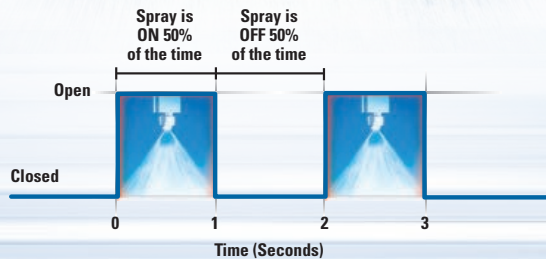 Spray is
ON 50%
of the time
Spray is
OFF 50%
of the time
Open
Closed
0 1 2 3
Time (Seconds)